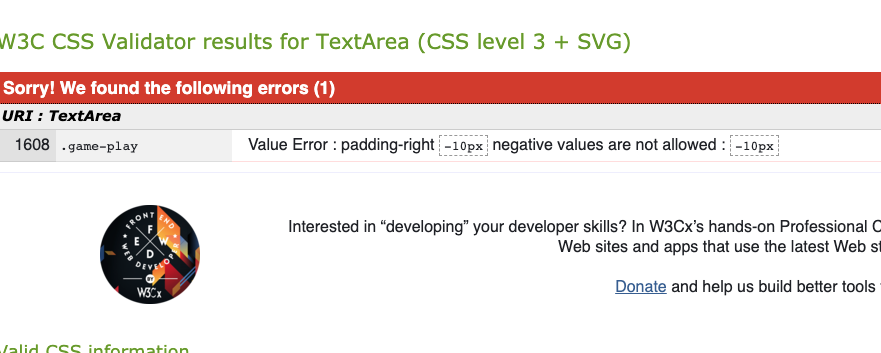 W3C CSS Validator results for TextArea (CSS level 3 + SVG)
Sorry! We found the following errors (1)
URI : TextArea
1608 .game-play Value Error : padding-right -10px negative values are not allowed : -10px
FRONT END
WEB DEVELOPER
F
E W
D
BY
W3Cx
Interested in “developing” your developer skills? In W3Cx’s hands-on Professional C
Web sites and apps that use the latest Web st
Donate and help us build better tools
Valid CSS information